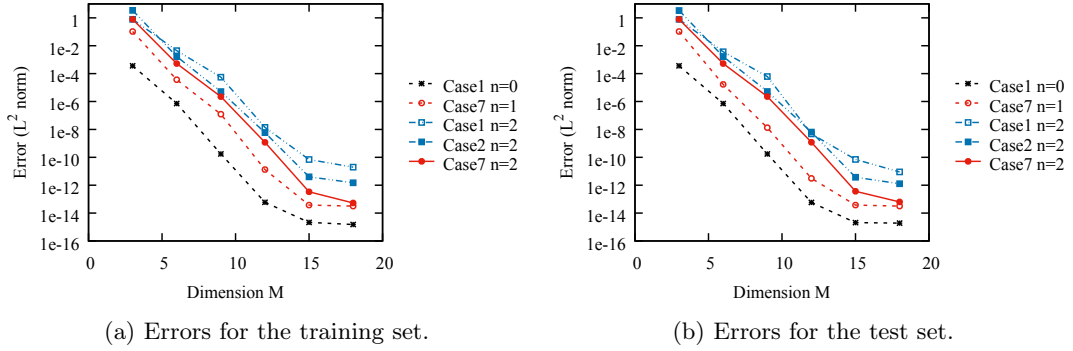 1
1e-2
1e-4
1e-6
1e-8
1e-10
1e-12
1e-14
1e-16
0
5
10
15
20
Error (L² norm)
Dimension M
Case1 n=0
Case7 n=1
Case1 n=2
Case2 n=2
Case7 n=2
(a) Errors for the training set.
1
1e-2
1e-4
1e-6
1e-8
1e-10
1e-12
1e-14
1e-16
0
5
10
15
20
Error (L² norm)
Dimension M
Case1 n=0
Case7 n=1
Case1 n=2
Case2 n=2
Case7 n=2
(b) Errors for the test set.